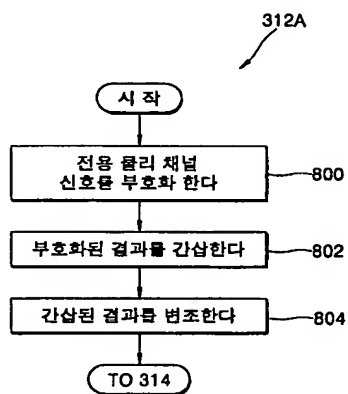 312A
시 작
전용 물리 채널
신호를 부호화 한다
800
부호화된 결과를 간삽한다
802
간삽된 결과를 변조한다
804
TO 314